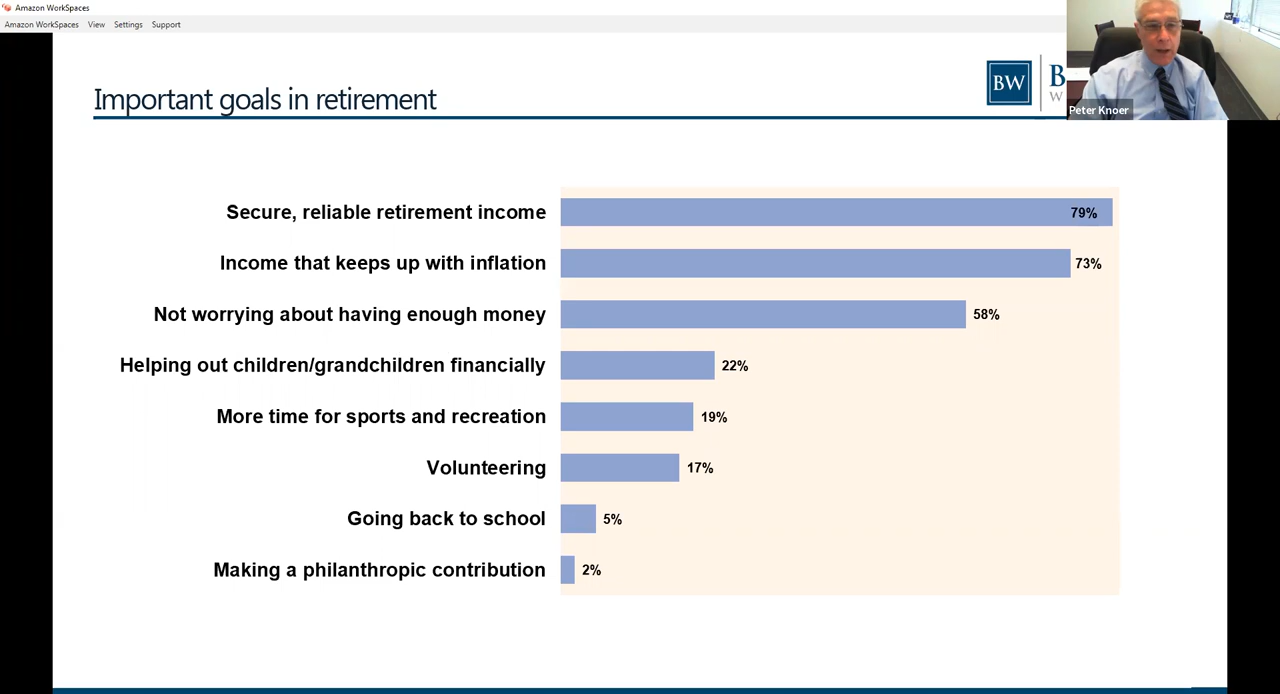 Amazon WorkSpaces
Amazon WorkSpaces View Settings Support
Important goals in retirement
BW
B
W
Peter Knoer
Secure, reliable retirement income 79%
Income that keeps up with inflation 73%
Not worrying about having enough money 58%
Helping out children/grandchildren financially 22%
More time for sports and recreation 19%
Volunteering 17%
Going back to school 5%
Making a philanthropic contribution 2%